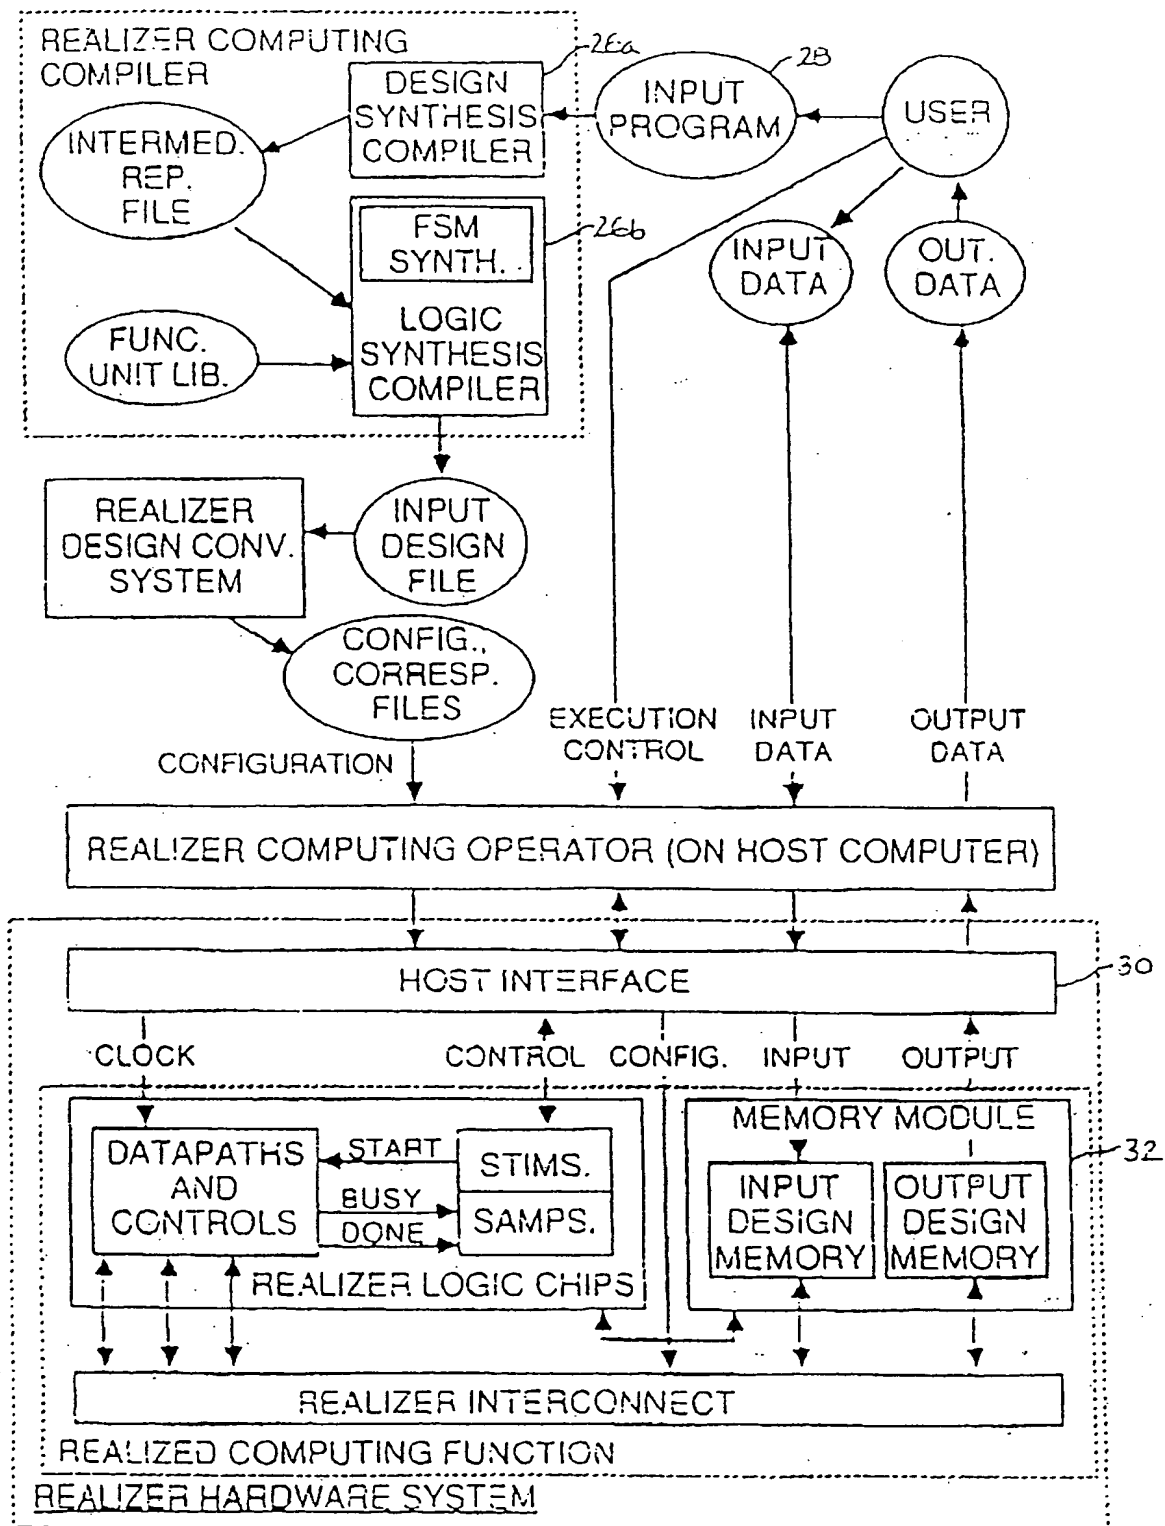 REALIZER COMPUTING
COMPILER
DESIGN
SYNTHESIS
COMPILER
26a
INPUT
PROGRAM
28
USER
INTERMED.
REP.
FILE
FSM
SYNTH.
26b
LOGIC
SYNTHESIS
COMPILER
FUNC.
UNIT LIB.
INPUT
DATA
OUT.
DATA
REALIZER
DESIGN CONV.
SYSTEM
INPUT
DESIGN
FILE
CONFIG.,
CORRESP.
FILES
CONFIGURATION
EXECUTION
CONTROL
INPUT
DATA
OUTPUT
DATA
REALIZER COMPUTING OPERATOR (ON HOST COMPUTER)
HOST INTERFACE
30
CLOCK
CONTROL
CONFIG.
INPUT
OUTPUT
DATAPATHS
AND
CONTROLS
START
BUSY
DONE
STIMS.
SAMPS.
REALIZER LOGIC CHIPS
MEMORY MODULE
32
INPUT
DESIGN
MEMORY
OUTPUT
DESIGN
MEMORY
REALIZER INTERCONNECT
REALIZED COMPUTING FUNCTION
REALIZER HARDWARE SYSTEM